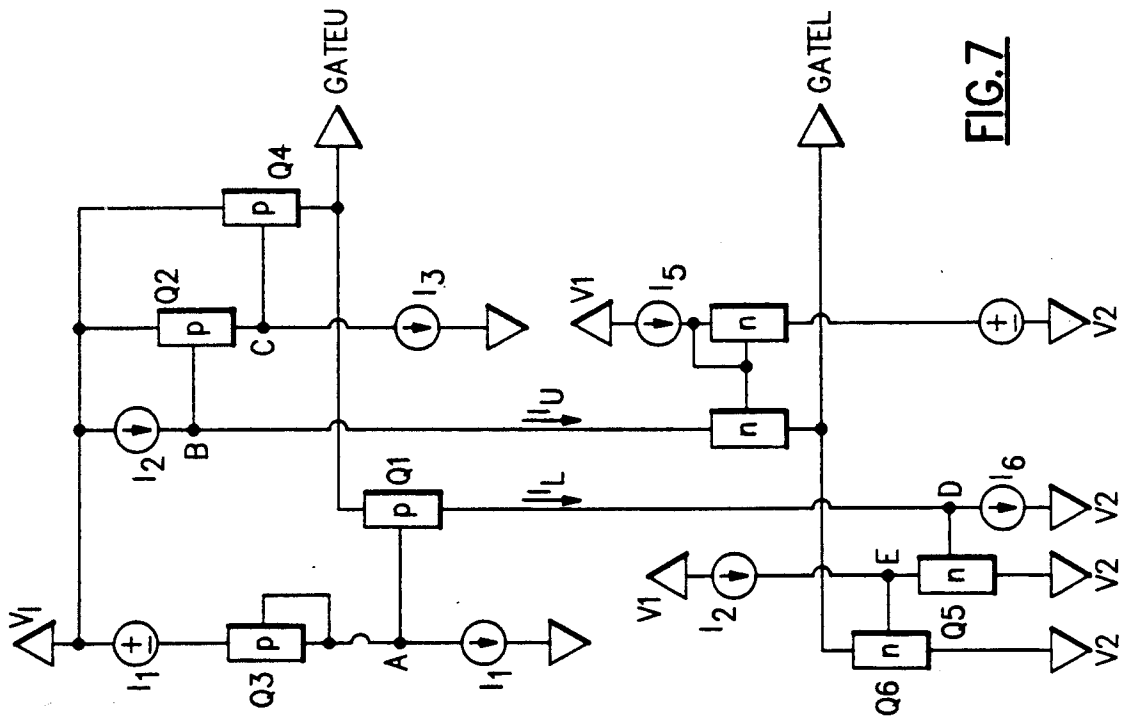 V1
I1
+ −
Q3
p
A
I1
I2
B
Q2
p
C
I3
Q4
p
GATEU
Q1
p
IL
IU
V1
I5
n
n
GATEL
V1
I2
E
D
I6
Q5
n
Q6
n
+ −
V2
V2
V2
V2
FIG.7